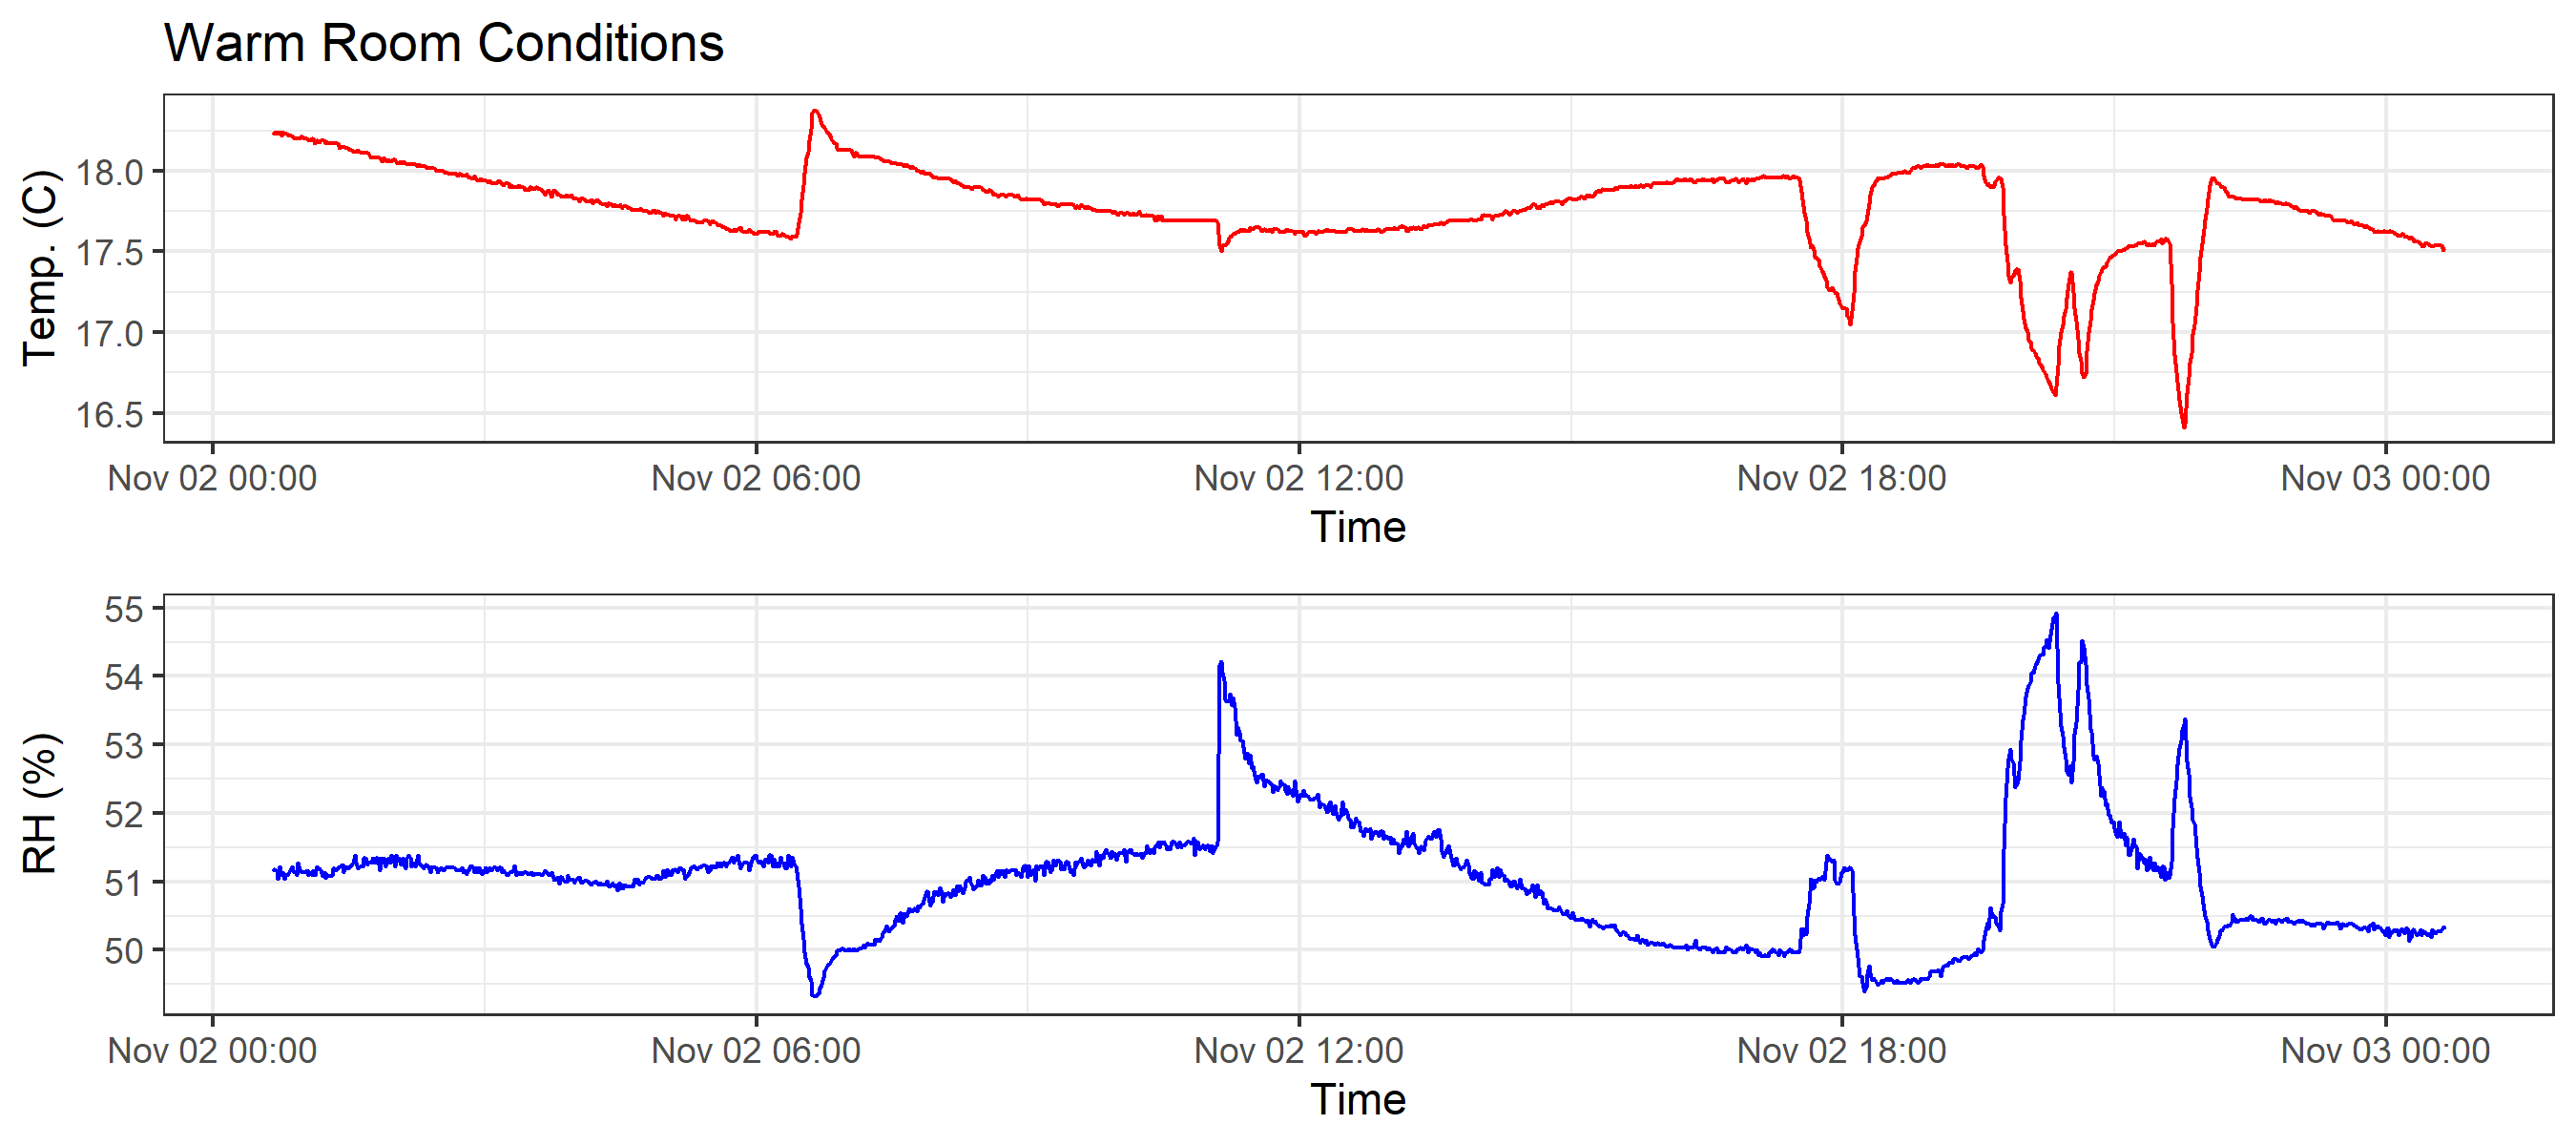 Warm Room Conditions
Temp. (C)
18.0
17.5
17.0
16.5
Nov 02 00:00 Nov 02 06:00 Nov 02 12:00 Nov 02 18:00 Nov 03 00:00
Time
RH (%)
55
54
53
52
51
50
Nov 02 00:00 Nov 02 06:00 Nov 02 12:00 Nov 02 18:00 Nov 03 00:00
Time